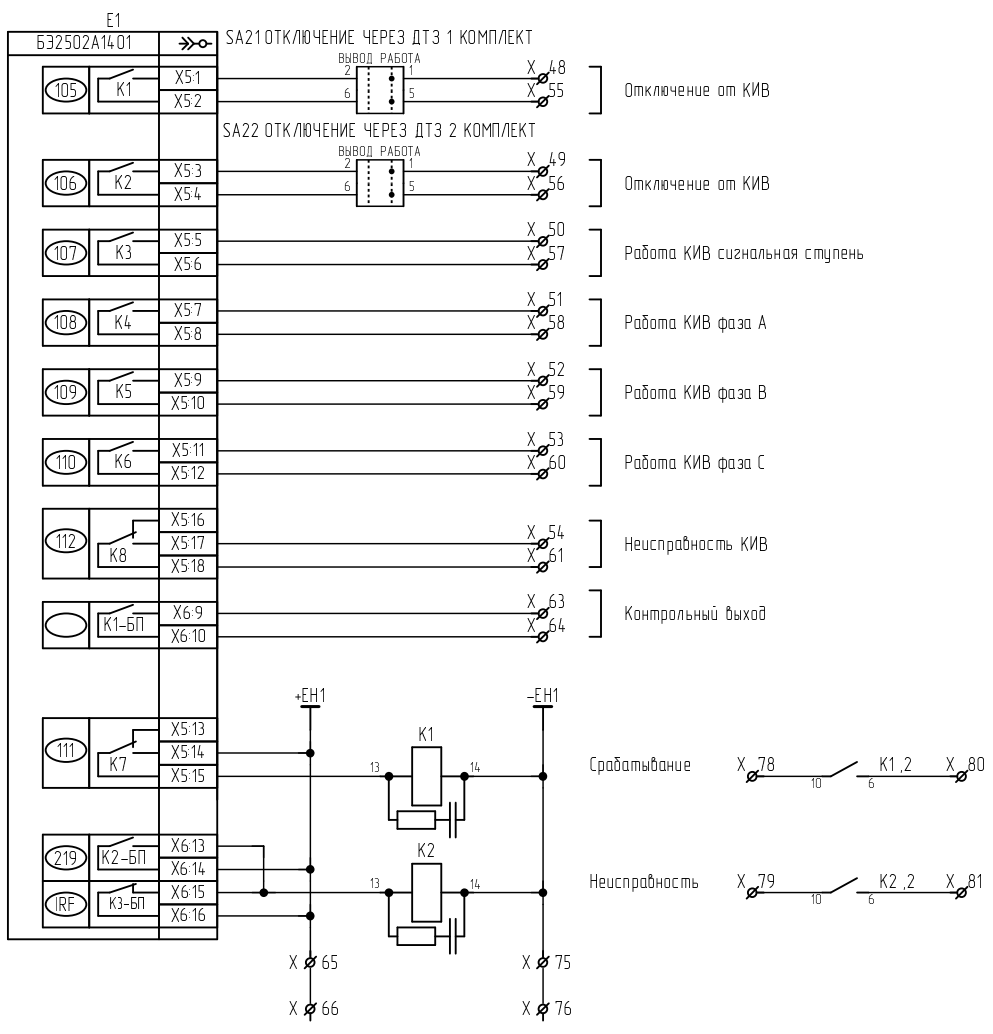 E1
БЭ2502А1401
SA21 ОТКЛЮЧЕНИЕ ЧЕРЕЗ ДТЗ 1 КОМПЛЕКТ
ВЫВОД РАБОТА
105 K1 X5:1 2 1 X 48
X5:2 6 5 X 55
Отключение от КИВ
SA22 ОТКЛЮЧЕНИЕ ЧЕРЕЗ ДТЗ 2 КОМПЛЕКТ
ВЫВОД РАБОТА
106 K2 X5:3 2 1 X 49
X5:4 6 5 X 56
Отключение от КИВ
107 K3 X5:5 X 50
X5:6 X 57
Работа КИВ сигнальная ступень
108 K4 X5:7 X 51
X5:8 X 58
Работа КИВ фаза А
109 K5 X5:9 X 52
X5:10 X 59
Работа КИВ фаза В
110 K6 X5:11 X 53
X5:12 X 60
Работа КИВ фаза С
X5:16
112 K8 X5:17 X 54
X5:18 X 61
Неисправность КИВ
K1-БП X6:9 X 63
X6:10 X 64
Контрольный выход
+EH1 -EH1
X5:13
111 K7 X5:14 K1
X5:15 13 14
Срабатывание X 78 10 K1,2 6 X 80
219 K2-БП X6:13 K2
X6:14
IRF K3-БП X6:15 13 14
X6:16
Неисправность X 79 10 K2,2 6 X 81
X 65 X 75
X 66 X 76